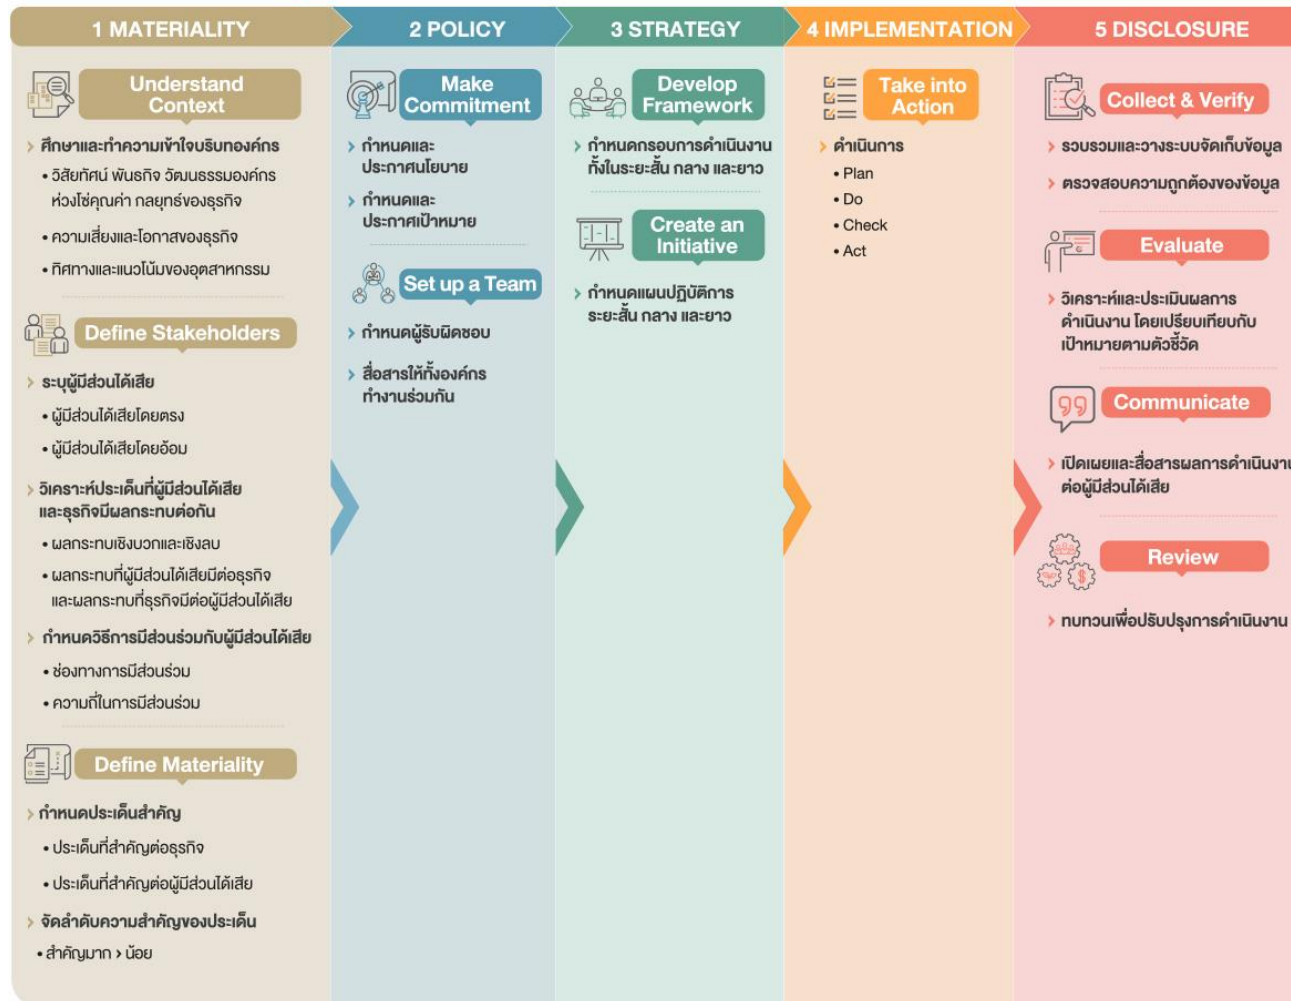 1 MATERIALITY
Understand
Context
› ศึกษาและทำความเข้าใจบริบทองค์กร
• วิสัยทัศน์ พันธกิจ วัฒนธรรมองค์กร
ห่วงโซ่คุณค่า กลยุทธ์ของธุรกิจ
• ความเสี่ยงและโอกาสของธุรกิจ
• ทิศทางและแนวโน้มของอุตสาหกรรม
Define Stakeholders
› ระบุผู้มีส่วนได้เสีย
• ผู้มีส่วนได้เสียโดยตรง
• ผู้มีส่วนได้เสียโดยอ้อม
› วิเคราะห์ประเด็นที่ผู้มีส่วนได้เสีย
และธุรกิจมีผลกระทบต่อกัน
• ผลกระทบเชิงบวกและเชิงลบ
• ผลกระทบที่ผู้มีส่วนได้เสียมีต่อธุรกิจ
และผลกระทบที่ธุรกิจมีต่อผู้มีส่วนได้เสีย
› กำหนดวิธีการมีส่วนร่วมกับผู้มีส่วนได้เสีย
• ช่องทางการมีส่วนร่วม
• ความถี่ในการมีส่วนร่วม
Define Materiality
› กำหนดประเด็นสำคัญ
• ประเด็นที่สำคัญต่อธุรกิจ
• ประเด็นที่สำคัญต่อผู้มีส่วนได้เสีย
› จัดลำดับความสำคัญของประเด็น
• สำคัญมาก › น้อย
2 POLICY
Make
Commitment
› กำหนดและ
ประกาศนโยบาย
› กำหนดและ
ประกาศเป้าหมาย
Set up a Team
› กำหนดผู้รับผิดชอบ
› สื่อสารให้ทั้งองค์กร
ทำงานร่วมกัน
3 STRATEGY
Develop
Framework
› กำหนดกรอบการดำเนินงาน
ทั้งในระยะสั้น กลาง และยาว
Create an
Initiative
› กำหนดแผนปฏิบัติการ
ระยะสั้น กลาง และยาว
4 IMPLEMENTATION
Take into
Action
› ดำเนินการ
• Plan
• Do
• Check
• Act
5 DISCLOSURE
Collect & Verify
› รวบรวมและวางระบบจัดเก็บข้อมูล
› ตรวจสอบความถูกต้องของข้อมูล
Evaluate
› วิเคราะห์และประเมินผลการ
ดำเนินงาน โดยเปรียบเทียบกับ
เป้าหมายตามตัวชี้วัด
Communicate
› เปิดเผยและสื่อสารผลการดำเนินงาน
ต่อผู้มีส่วนได้เสีย
Review
› ทบทวนเพื่อปรับปรุงการดำเนินงาน